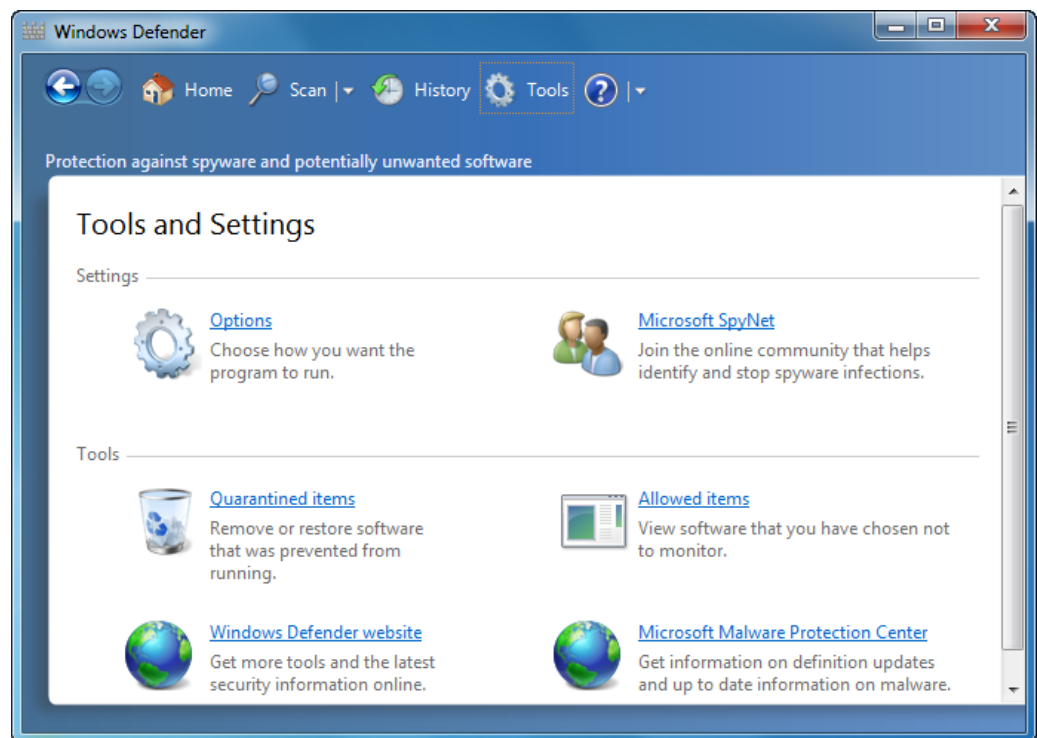 Windows Defender
Home Scan History Tools
Protection against spyware and potentially unwanted software
Tools and Settings
Settings
Options
Choose how you want the
program to run.
Microsoft SpyNet
Join the online community that helps
identify and stop spyware infections.
Tools
Quarantined items
Remove or restore software
that was prevented from
running.
Allowed items
View software that you have chosen not
to monitor.
Windows Defender website
Get more tools and the latest
security information online.
Microsoft Malware Protection Center
Get information on definition updates
and up to date information on malware.